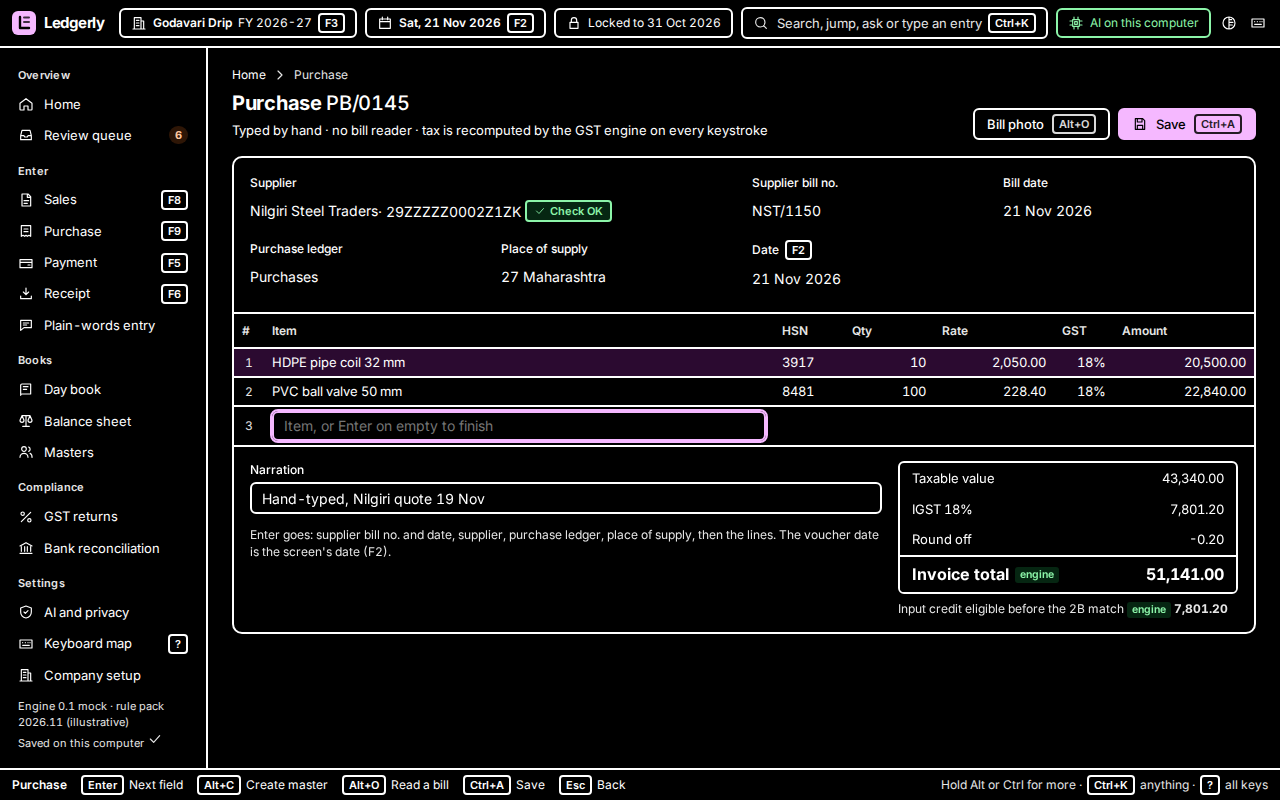 Ledgerly
Godavari Drip FY 2026-27 F3
Sat, 21 Nov 2026 F2
Locked to 31 Oct 2026
Search, jump, ask or type an entry Ctrl+K
AI on this computer
Overview
Home
Review queue 6
Enter
Sales F8
Purchase F9
Payment F5
Receipt F6
Plain-words entry
Books
Day book
Balance sheet
Masters
Compliance
GST returns
Bank reconciliation
Settings
AI and privacy
Keyboard map ?
Company setup
Engine 0.1 mock · rule pack
2026.11 (illustrative)
Saved on this computer
Home Purchase
Purchase PB/0145
Typed by hand · no bill reader · tax is recomputed by the GST engine on every keystroke
Bill photo Alt+O
Save Ctrl+A
Supplier Supplier bill no. Bill date
Nilgiri Steel Traders· 29ZZZZZ0002Z1ZK Check OK NST/1150 21 Nov 2026
Purchase ledger Place of supply Date F2
Purchases 27 Maharashtra 21 Nov 2026
# Item HSN Qty Rate GST Amount
1 HDPE pipe coil 32 mm 3917 10 2,050.00 18% 20,500.00
2 PVC ball valve 50 mm 8481 100 228.40 18% 22,840.00
3 Item, or Enter on empty to finish
Narration
Hand-typed, Nilgiri quote 19 Nov
Enter goes: supplier bill no. and date, supplier, purchase ledger, place of supply, then the lines. The voucher date
is the screen's date (F2).
Taxable value 43,340.00
IGST 18% 7,801.20
Round off -0.20
Invoice total engine 51,141.00
Input credit eligible before the 2B match engine 7,801.20
Purchase Enter Next field Alt+C Create master Alt+O Read a bill Ctrl+A Save Esc Back
Hold Alt or Ctrl for more · Ctrl+K anything · ? all keys